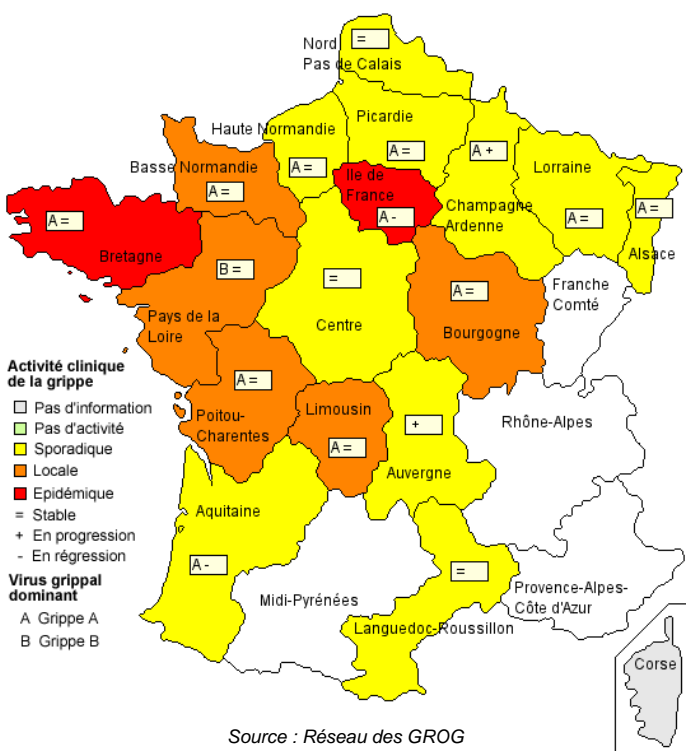 Nord
=
Pas de Calais
Picardie
Haute Normandie
A =
A =
A +
Lorraine
Basse Normandie
A =
Ile de
France
A -
Champagne
Ardenne
A =
A =
Alsace
A =
Bretagne
B =
=
A =
Franche
Comté
Pays de la
Loire
Centre
Bourgogne
Activité clinique
de la grippe
Pas d'information
Pas d'activité
Sporadique
Locale
Epidémique
= Stable
+ En progression
- En régression
Virus grippal
dominant
A Grippe A
B Grippe B
A =
Poitou-
Charentes
Limousin
A =
+
Auvergne
Rhône-Alpes
Aquitaine
A -
Midi-Pyrénées
=
Languedoc-Roussillon
Provence-Alpes-
Côte d'Azur
Corse
Source : Réseau des GROG